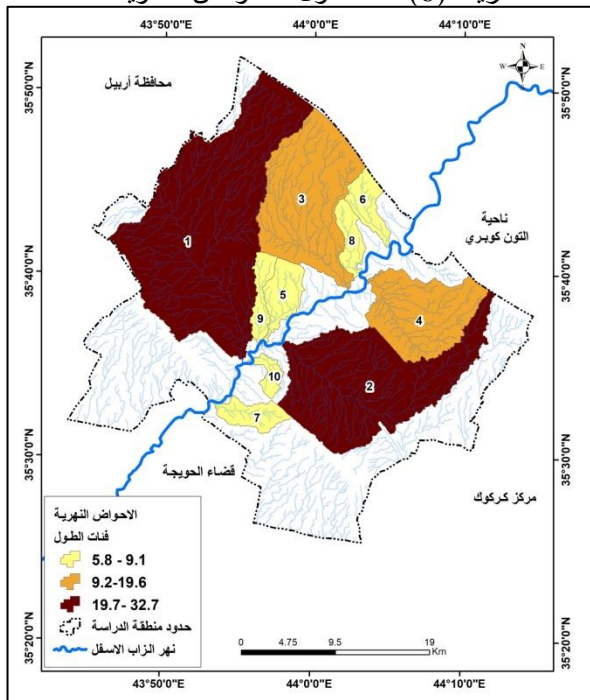 (8)
43°50'0"E 44°0'0"E 44°10'0"E
35°50'0"N 35°50'0"N
محافظة أربيل
N
W E
S
ناحية
التون كوبري
35°40'0"N 35°40'0"N
1
3
6
8
5
9
4
2
10
7
35°30'0"N 35°30'0"N
قضاء الحويجة
مركز كركوك
الاحواض النهرية
فئات الطول
5.8 - 9.1
9.2-19.6
19.7- 32.7
حدود منطقة الدراسة
نهر الزاب الاسفل
0 4.75 9.5 19
Km
35°20'0"N 35°20'0"N
43°50'0"E 44°0'0"E 44°10'0"E